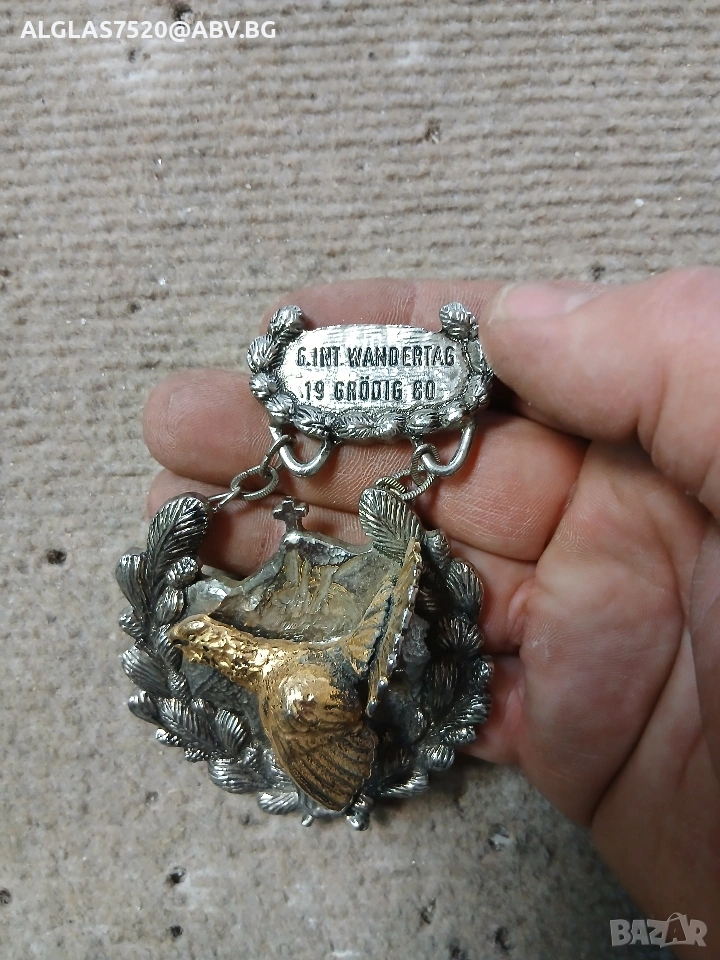 ALGLAS7520@ABV.BG
6.INT WANDERTAG
19 GRÖDIG 80
BAZAR